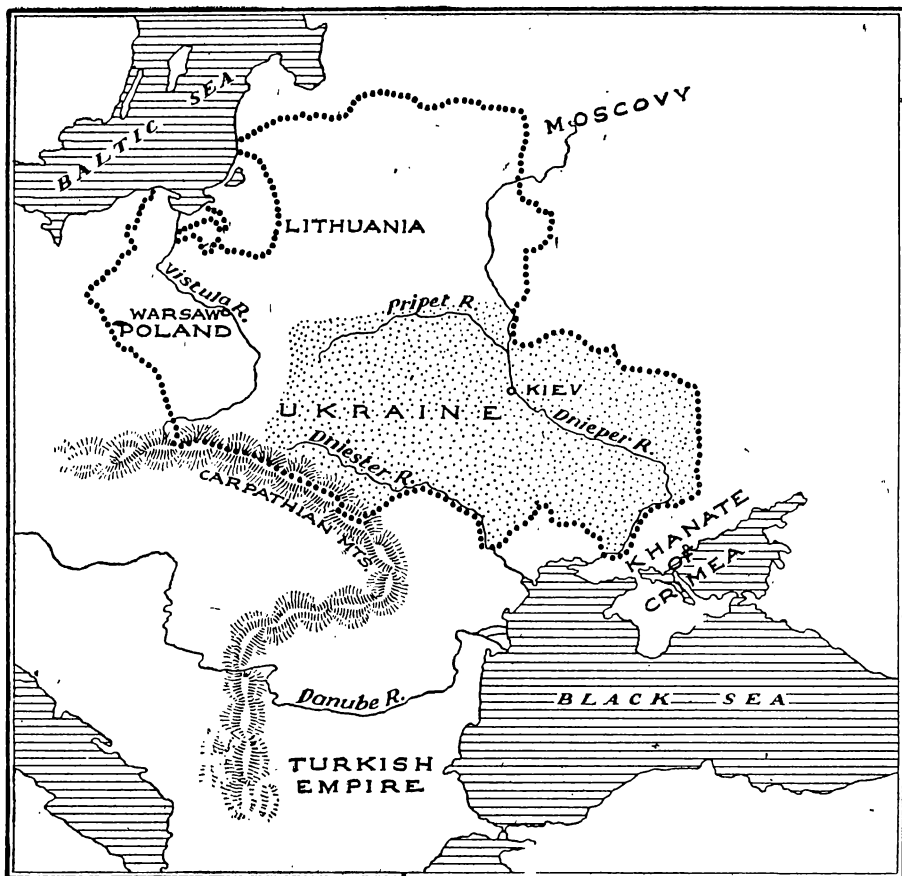 BALTIC SEA
MOSCOVY
LITHUANIA
Vistula R.
WARSAW
POLAND
Pripet R.
KIEV
UKRAINE
Dnieper R.
Dniester R.
CARPATHIAN MTS.
KHANATE
OF
CRIMEA
Danube R.
BLACK SEA
TURKISH
EMPIRE